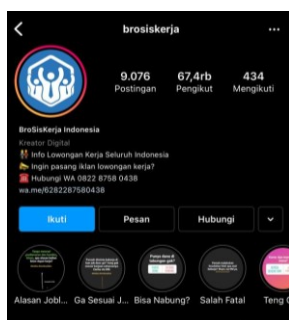 brosiskerja
9.076 67,4rb 434
Postingan Pengikut Mengikuti
BroSisKerja Indonesia
Kreator Digital
Info Lowongan Kerja Seluruh Indonesia
Ingin pasang iklan lowongan kerja?
Hubungi WA 0822 8758 0438
wa.me/6282287580438
Ikuti Pesan Hubungi
Alasan Jobl... Ga Sesuai J... Bisa Nabung? Salah Fatal Teng